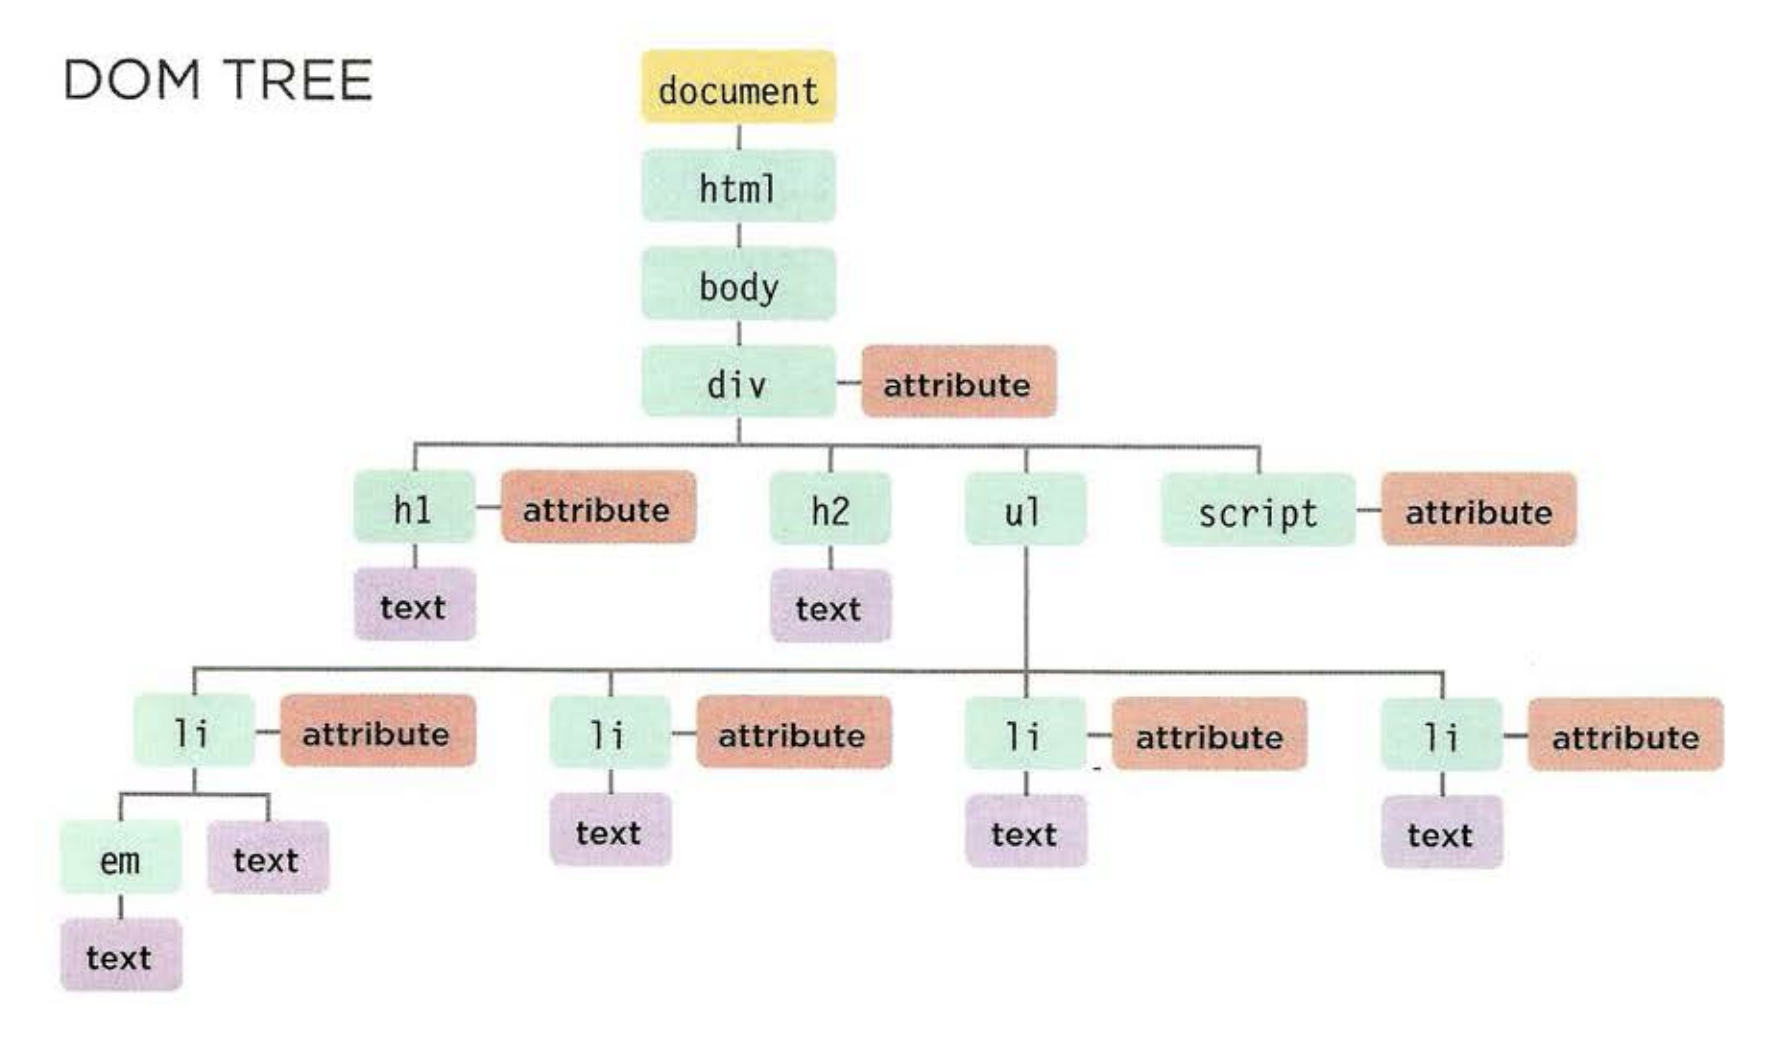 DOM TREE
document
html
body
div attribute
h1 attribute h2 ul script attribute
text text
li attribute li attribute li attribute li attribute
text text text
em text
text